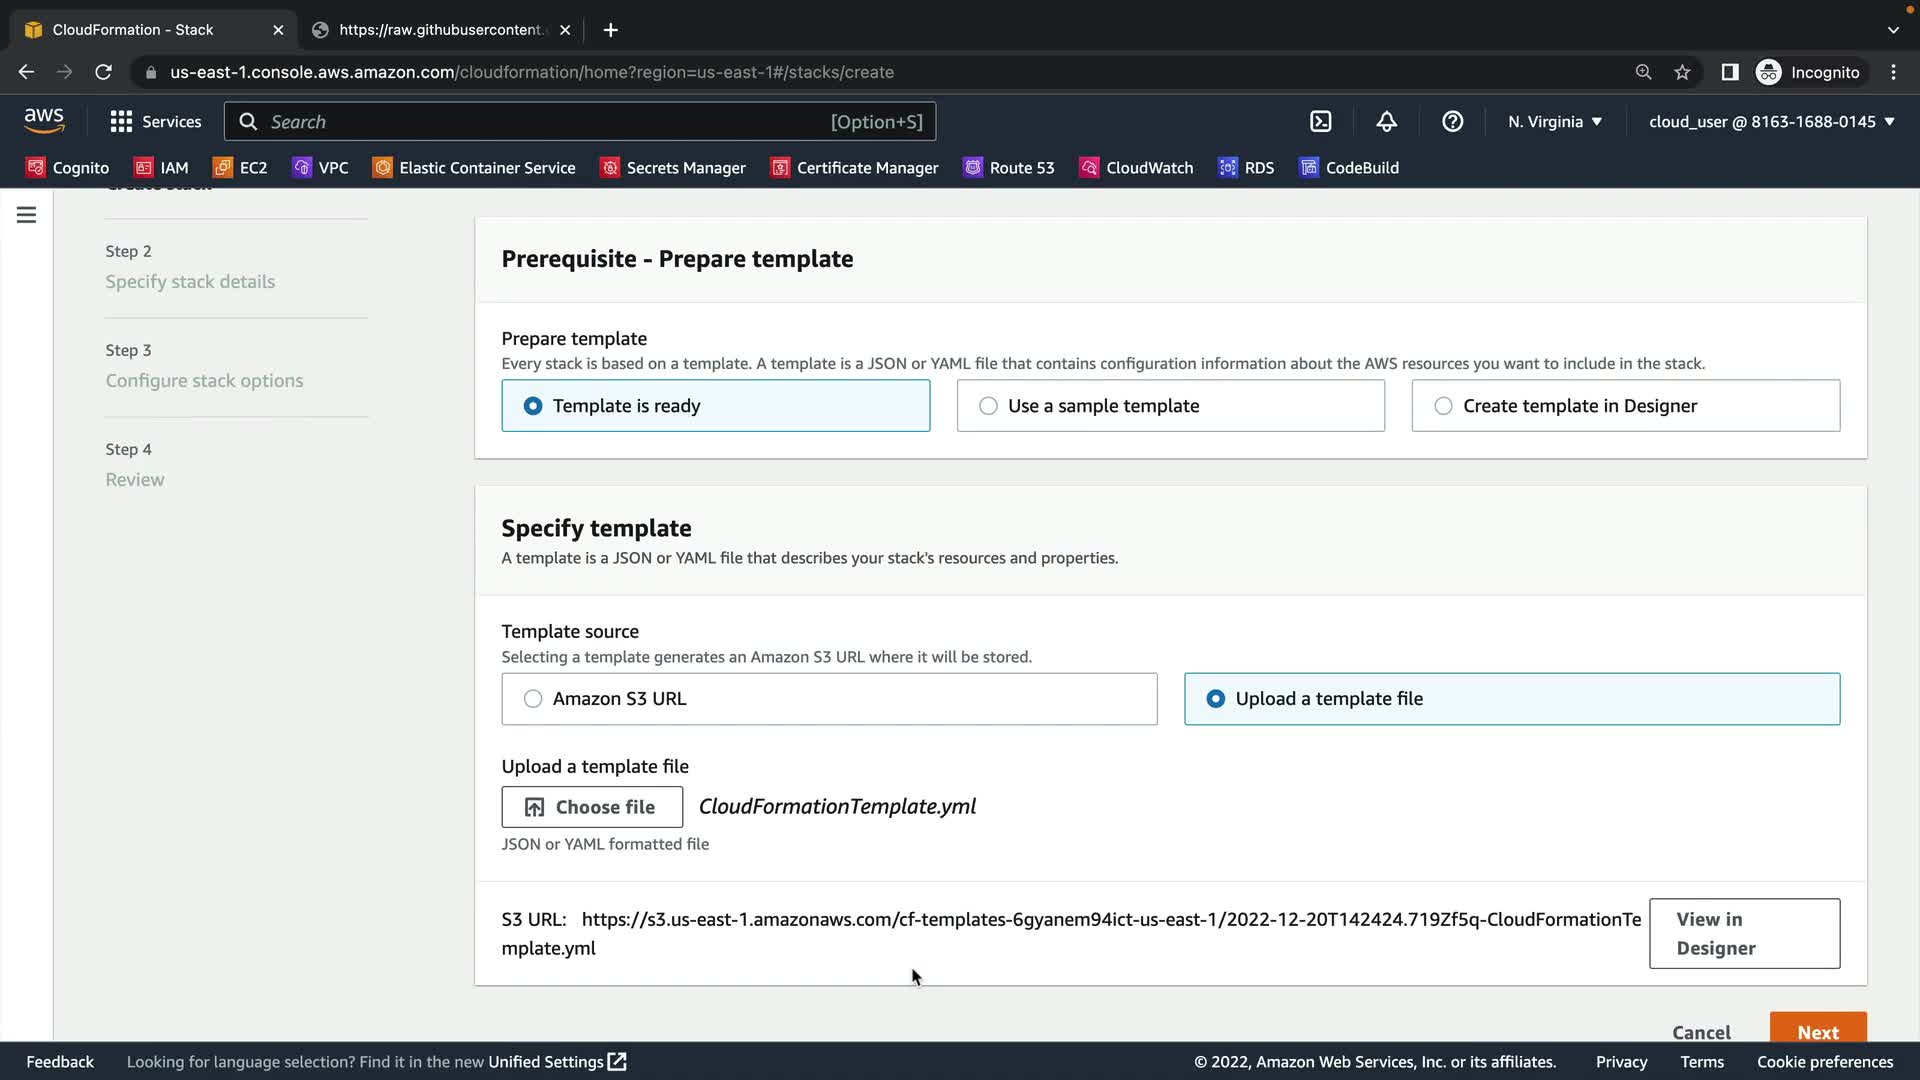 CloudFormation - Stack
https://raw.githubusercontent.
us-east-1.console.aws.amazon.com/cloudformation/home?region=us-east-1#/stacks/create
Incognito
aws
Services
Search
[Option+S]
N. Virginia
cloud_user @ 8163-1688-0145
Cognito
IAM
EC2
VPC
Elastic Container Service
Secrets Manager
Certificate Manager
Route 53
CloudWatch
RDS
CodeBuild
Create stack
Step 2
Specify stack details
Step 3
Configure stack options
Step 4
Review
Prerequisite - Prepare template
Prepare template
Every stack is based on a template. A template is a JSON or YAML file that contains configuration information about the AWS resources you want to include in the stack.
Template is ready
Use a sample template
Create template in Designer
Specify template
A template is a JSON or YAML file that describes your stack's resources and properties.
Template source
Selecting a template generates an Amazon S3 URL where it will be stored.
Amazon S3 URL
Upload a template file
Upload a template file
Choose file
CloudFormationTemplate.yml
JSON or YAML formatted file
S3 URL: https://s3.us-east-1.amazonaws.com/cf-templates-6gyanem94ict-us-east-1/2022-12-20T142424.719Zf5q-CloudFormationTe
mplate.yml
View in
Designer
Cancel
Next
Feedback
Looking for language selection? Find it in the new Unified Settings
© 2022, Amazon Web Services, Inc. or its affiliates.
Privacy
Terms
Cookie preferences